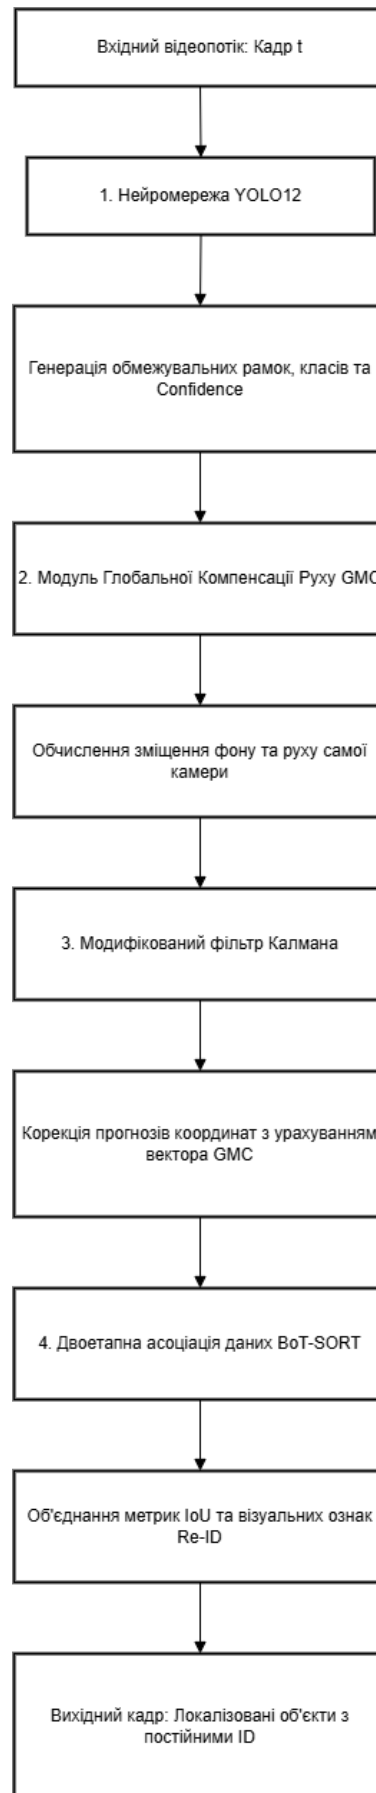 Вхідний відеопотік: Кадр t
1. Нейромережа YOLO12
Генерація обмежувальних рамок, класів та
Confidence
2. Модуль Глобальної Компенсації Руху GMC
Обчислення зміщення фону та руху самої
камери
3. Модифікований фільтр Калмана
Корекція прогнозів координат з урахуванням
вектора GMC
4. Двоетапна асоціація даних BoT-SORT
Об'єднання метрик IoU та візуальних ознак
Re-ID
Вихідний кадр: Локалізовані об'єкти з
постійними ID